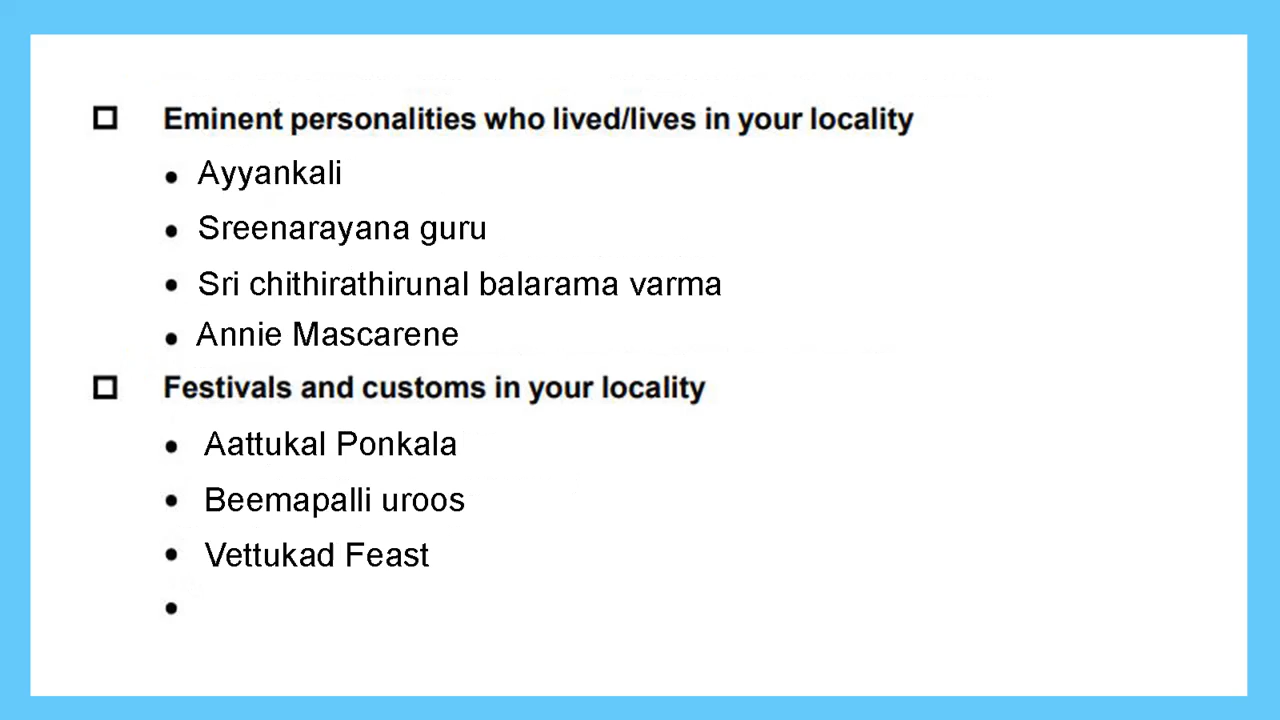 Eminent personalities who lived/lives in your locality
• Ayyankali
• Sreenarayana guru
• Sri chithirathirunal balarama varma
• Annie Mascarene
Festivals and customs in your locality
• Aattukal Ponkala
• Beemapalli uroos
• Vettukad Feast
•